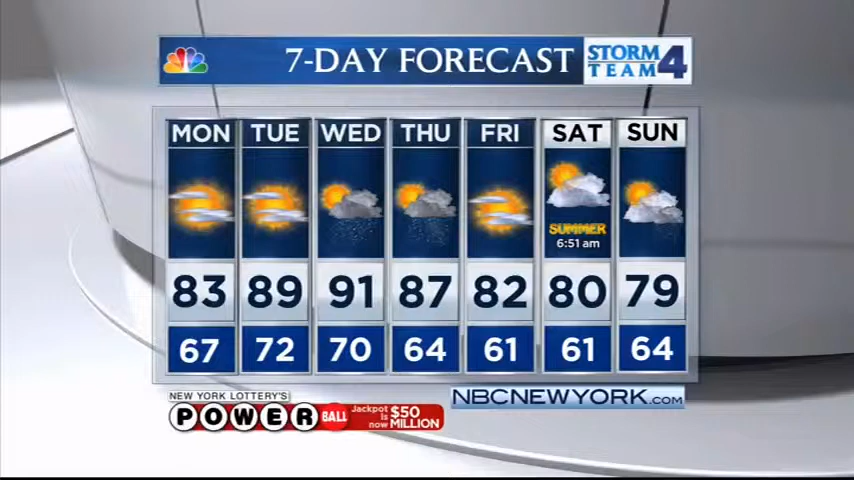 7-DAY FORECAST
STORM TEAM 4
MON TUE WED THU FRI SAT SUN
SUMMER
6:51 am
83 89 91 87 82 80 79
67 72 70 64 61 61 64
NEW YORK LOTTERY'S
POWER BALL
Jackpot is now $50 MILLION
NBCNEWYORK.COM